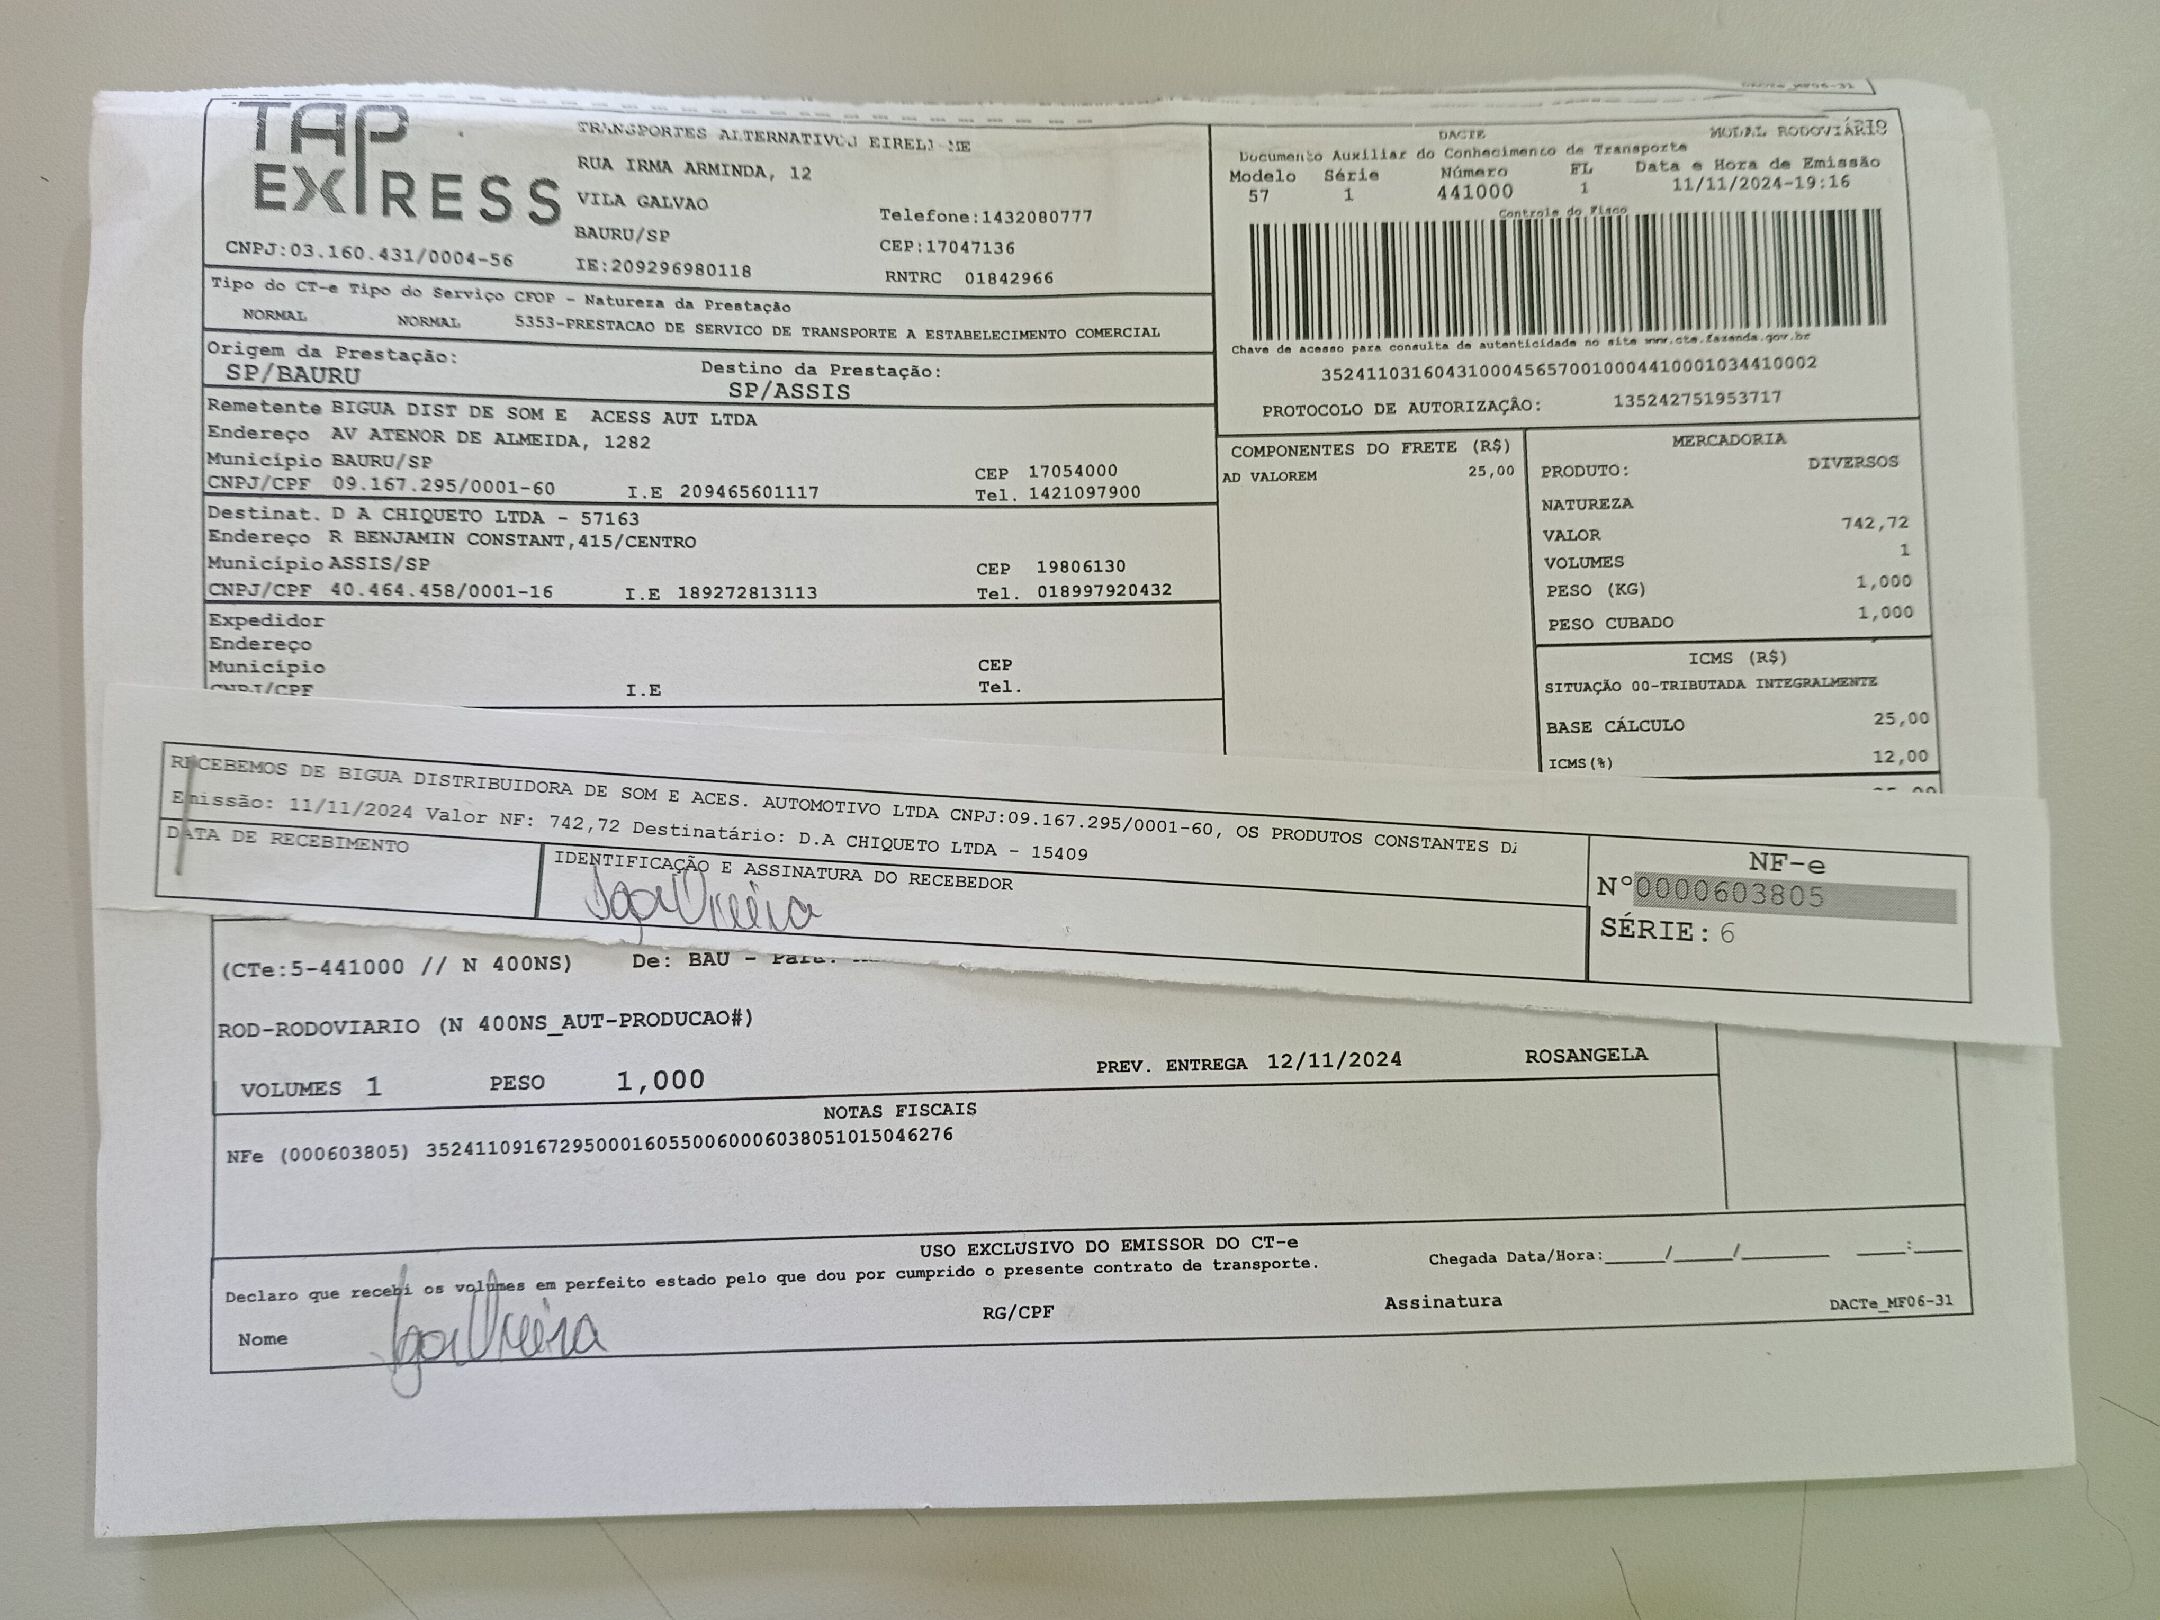 TAP
EXPRESS
TRANSPORTES ALTERNATIVOS EIRELI-ME
RUA IRMA ARMINDA, 12
VILA GALVAO
BAURU/SP
Telefone:1432080777
CEP:17047136
CNPJ:03.160.431/0004-56
IE:209296980118
RNTRC 01842966
DACTE
MODAL RODOVIÁRIO
Documento Auxiliar do Conhecimento de Transporte
Modelo Série Número FL Data e Hora de Emissão
57 1 441000 1 11/11/2024-19:16
Controle do Fisco
Chave de acesso para consulta de autenticidade no site www.cte.fazenda.gov.br
35241103160431000456570010004410001034410002
PROTOCOLO DE AUTORIZAÇÃO: 135242751953717
Tipo do CT-e Tipo do Serviço CFOP - Natureza da Prestação
NORMAL NORMAL 5353-PRESTACAO DE SERVICO DE TRANSPORTE A ESTABELECIMENTO COMERCIAL
Origem da Prestação: Destino da Prestação:
SP/BAURU SP/ASSIS
Remetente BIGUA DIST DE SOM E ACESS AUT LTDA
Endereço AV ATENOR DE ALMEIDA, 1282
Município BAURU/SP CEP 17054000
CNPJ/CPF 09.167.295/0001-60 I.E 209465601117 Tel. 1421097900
Destinat. D A CHIQUETO LTDA - 57163
Endereço R BENJAMIN CONSTANT,415/CENTRO
Município ASSIS/SP CEP 19806130
CNPJ/CPF 40.464.458/0001-16 I.E 189272813113 Tel. 018997920432
Expedidor
Endereço
Município CEP
CNPJ/CPF I.E Tel.
COMPONENTES DO FRETE (R$)
AD VALOREM 25,00
MERCADORIA
PRODUTO: DIVERSOS
NATUREZA
VALOR 742,72
VOLUMES 1
PESO (KG) 1,000
PESO CUBADO 1,000
ICMS (R$)
SITUAÇÃO 00-TRIBUTADA INTEGRALMENTE
BASE CÁLCULO 25,00
ICMS(%) 12,00
RECEBEMOS DE BIGUA DISTRIBUIDORA DE SOM E ACES. AUTOMOTIVO LTDA CNPJ:09.167.295/0001-60, OS PRODUTOS CONSTANTES DA
Emissão: 11/11/2024 Valor NF: 742,72 Destinatário: D.A CHIQUETO LTDA - 15409
DATA DE RECEBIMENTO
IDENTIFICAÇÃO E ASSINATURA DO RECEBEDOR
NF-e
N°0000603805
SÉRIE: 6
(CTe:5-441000 // N 400NS) De: BAU - Para:
ROD-RODOVIARIO (N 400NS_AUT-PRODUCAO#)
VOLUMES 1 PESO 1,000 PREV. ENTREGA 12/11/2024 ROSANGELA
NOTAS FISCAIS
NFe (000603805) 35241109167295000160550060006038051015046276
USO EXCLUSIVO DO EMISSOR DO CT-e
Declaro que recebi os volumes em perfeito estado pelo que dou por cumprido o presente contrato de transporte.
Chegada Data/Hora:____/____/______ ___:___
Nome RG/CPF Assinatura
DACTe_MF06-31